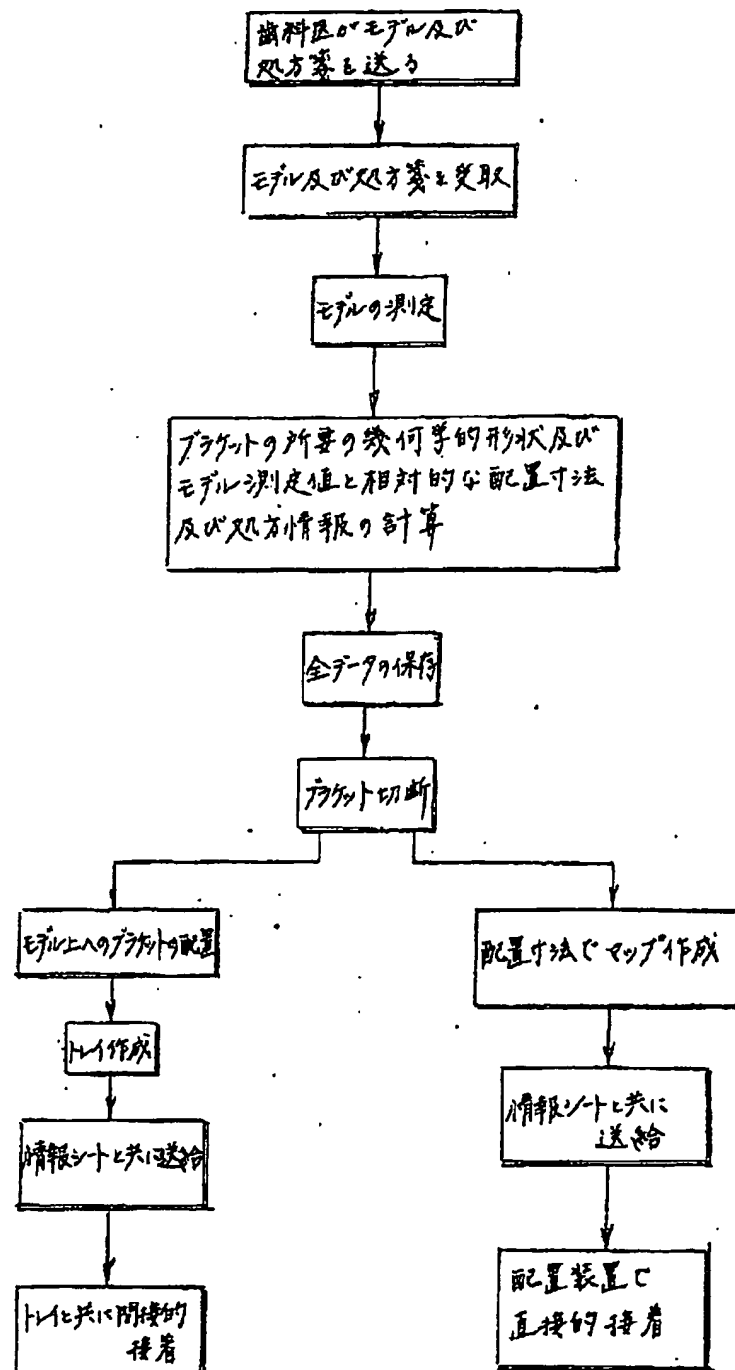 歯科医がモデル及び
処方箋を送る
モデル及び処方箋を受取
モデルの測定
ブラケットの所要の幾何学的形状及び
モデル測定値と相対的な配置寸法
及び処方情報の計算
全データの保存
ブラケット切断
モデル上へのブラケットの配置
トレイ作成
情報シートと共に送給
トレイと共に間接的
接着
配置寸法でマップ作成
情報シートと共に
送給
配置装置で
直接的接着